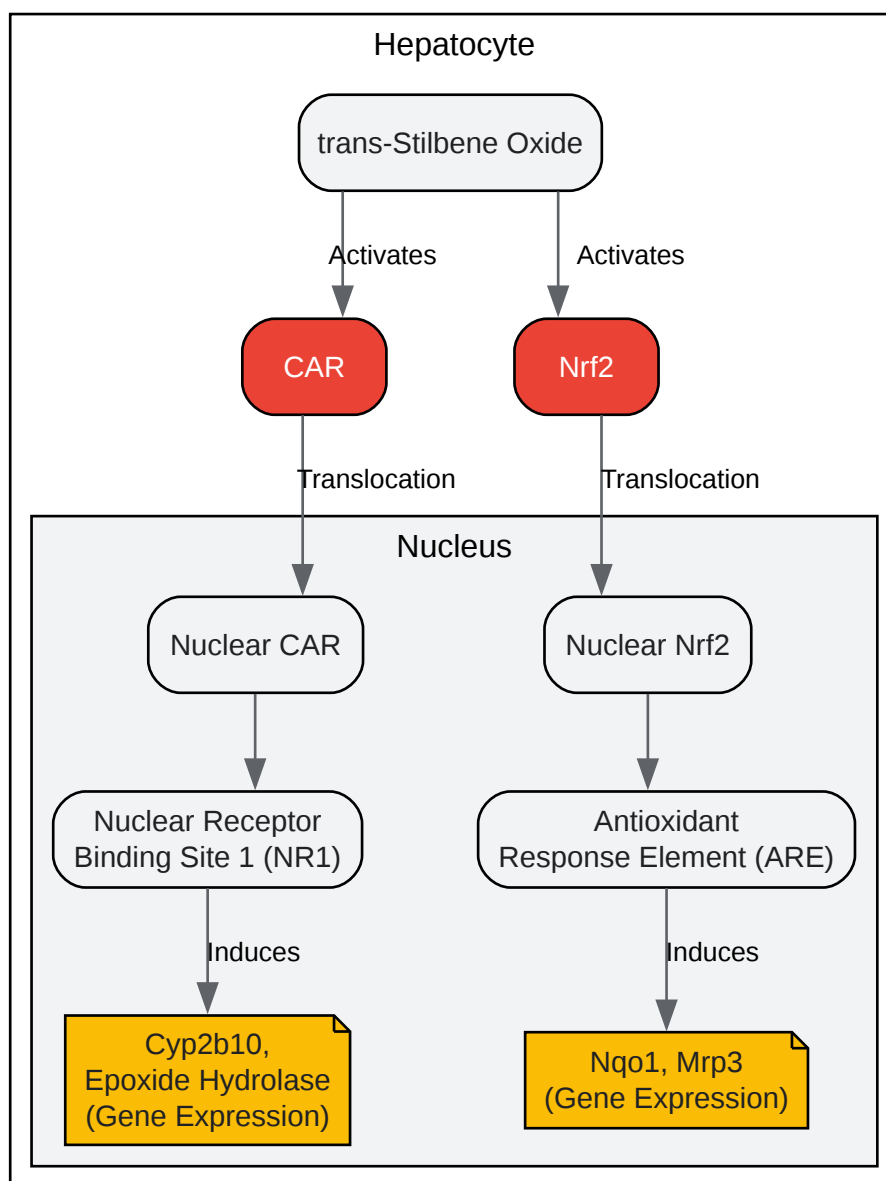 Hepatocyte
trans-Stilbene Oxide
Activates
Activates
CAR
Nrf2
Translocation
Translocation
Nucleus
Nuclear CAR
Nuclear Nrf2
Nuclear Receptor
Binding Site 1 (NR1)
Antioxidant
Response Element (ARE)
Induces
Induces
Cyp2b10,
Epoxide Hydrolase
(Gene Expression)
Nqo1, Mrp3
(Gene Expression)